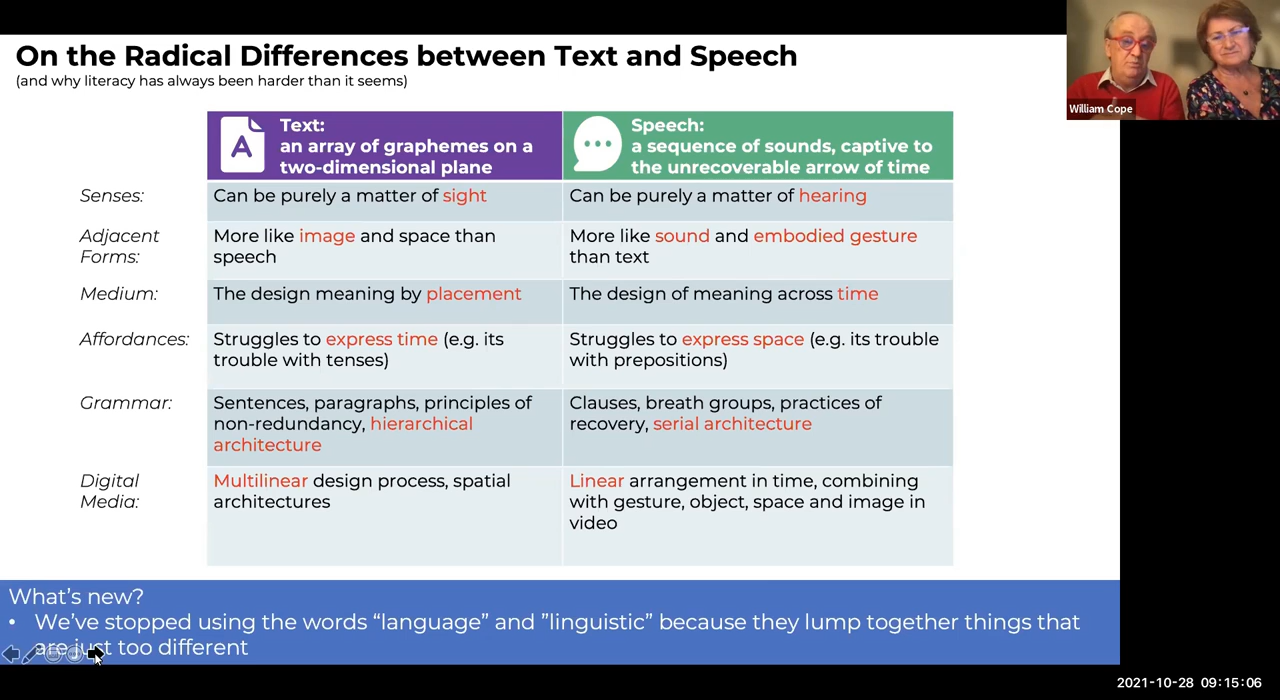 On the Radical Differences between Text and Speech
(and why literacy has always been harder than it seems)
William Cope
A
Text:
an array of graphemes on a
two-dimensional plane
Speech:
a sequence of sounds, captive to
the unrecoverable arrow of time
Senses:
Can be purely a matter of sight
Can be purely a matter of hearing
Adjacent
Forms:
More like image and space than
speech
More like sound and embodied gesture
than text
Medium:
The design meaning by placement
The design of meaning across time
Affordances:
Struggles to express time (e.g. its
trouble with tenses)
Struggles to express space (e.g. its trouble
with prepositions)
Grammar:
Sentences, paragraphs, principles of
non-redundancy, hierarchical
architecture
Clauses, breath groups, practices of
recovery, serial architecture
Digital
Media:
Multilinear design process, spatial
architectures
Linear arrangement in time, combining
with gesture, object, space and image in
video
What's new?
• We've stopped using the words “language” and ”linguistic” because they lump together things that
are just too different
2021-10-28 09:15:06